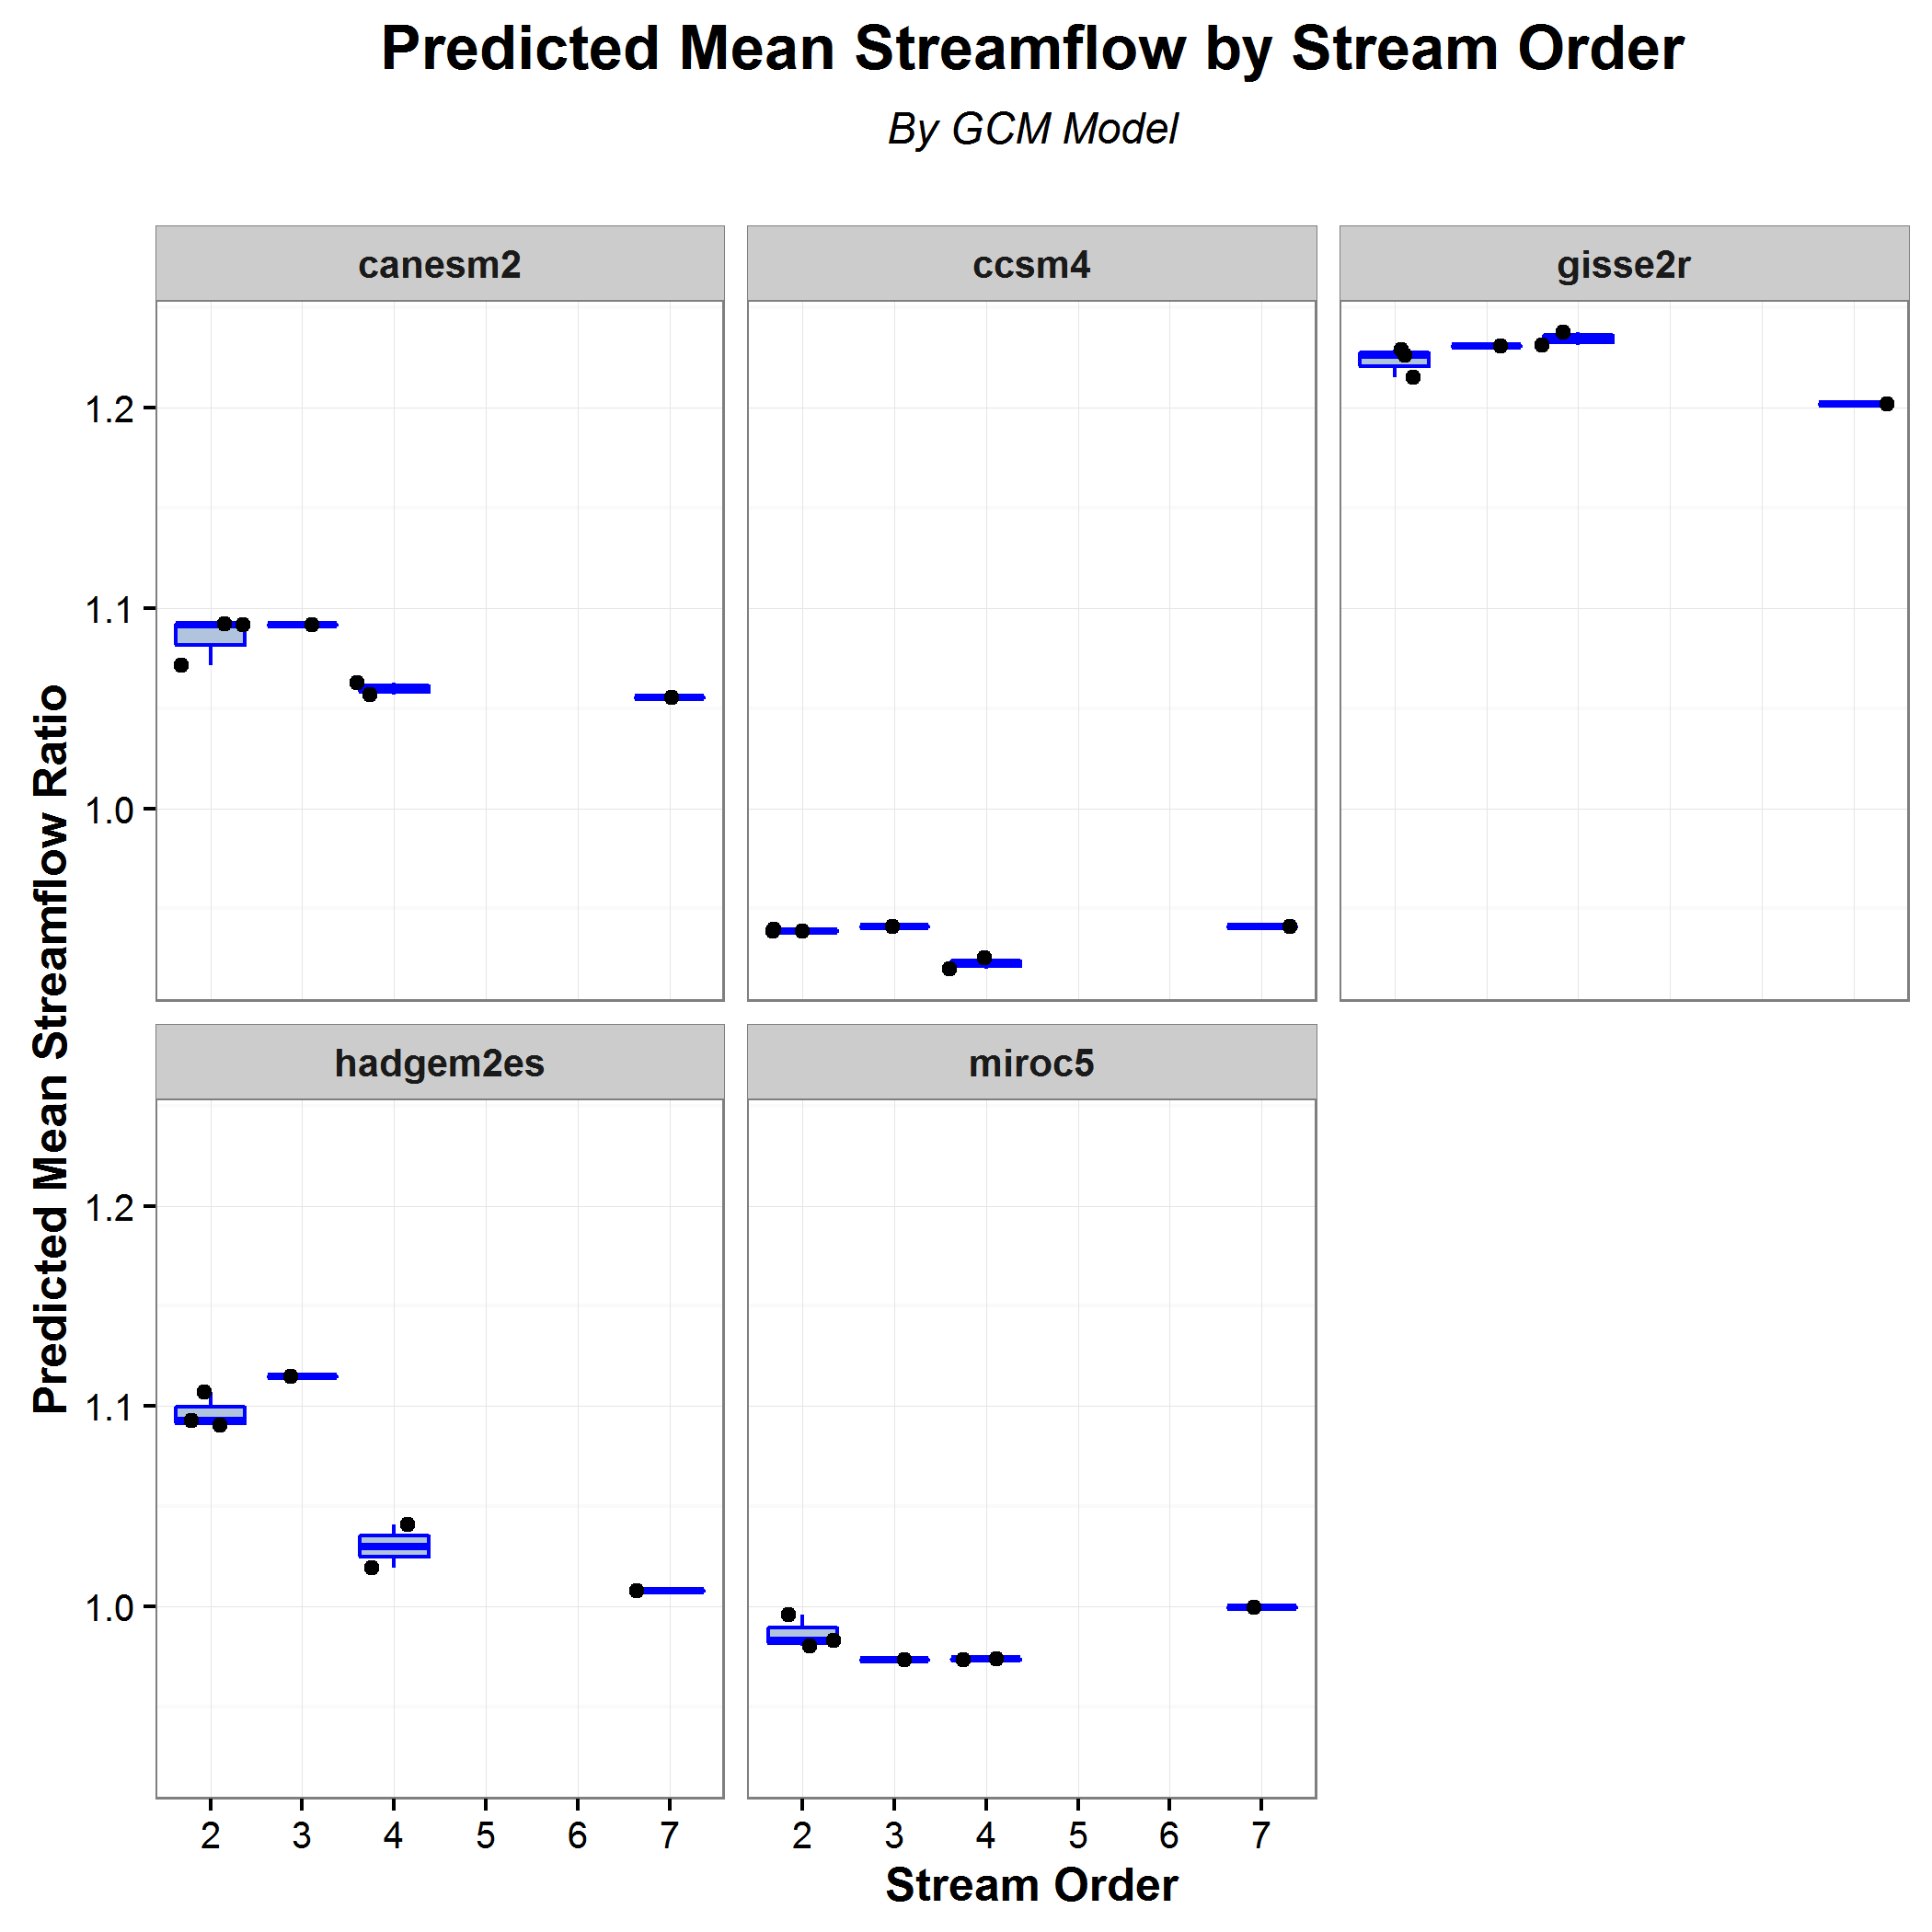 Predicted Mean Streamflow by Stream Order
By GCM Model
canesm2
ccsm4
gisse2r
1.2
1.1
1.0
Predicted Mean Streamflow Ratio
hadgem2es
miroc5
1.2
1.1
1.0
2 3 4 5 6 7
2 3 4 5 6 7
Stream Order